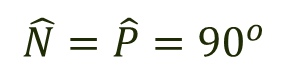 N̂ = P̂ = 90º